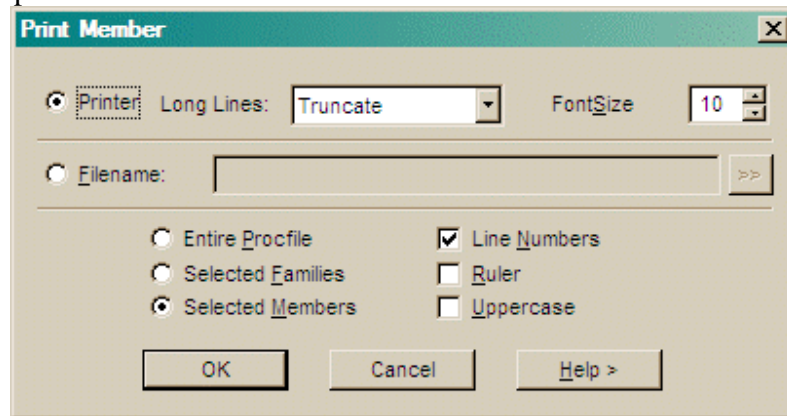 Print Member
Printer Long Lines: Truncate FontSize 10
Filename: >>
Entire Procfile Line Numbers
Selected Families Ruler
Selected Members Uppercase
OK Cancel Help >